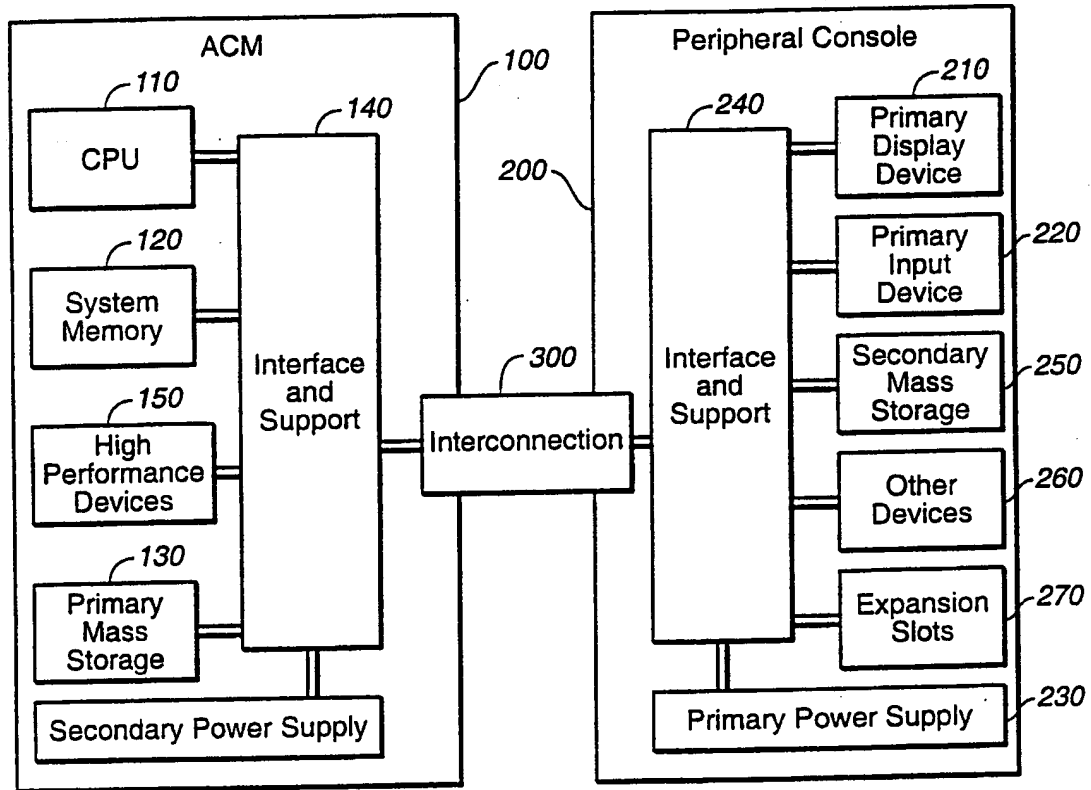 ACM
100
110
CPU
120
System
Memory
150
High
Performance
Devices
130
Primary
Mass
Storage
140
Interface
and
Support
Secondary Power Supply
300
Interconnection
Peripheral Console
200
240
Interface
and
Support
210
Primary
Display
Device
Primary
Input
Device
220
Secondary
Mass
Storage
250
Other
Devices
260
Expansion
Slots
270
Primary Power Supply
230